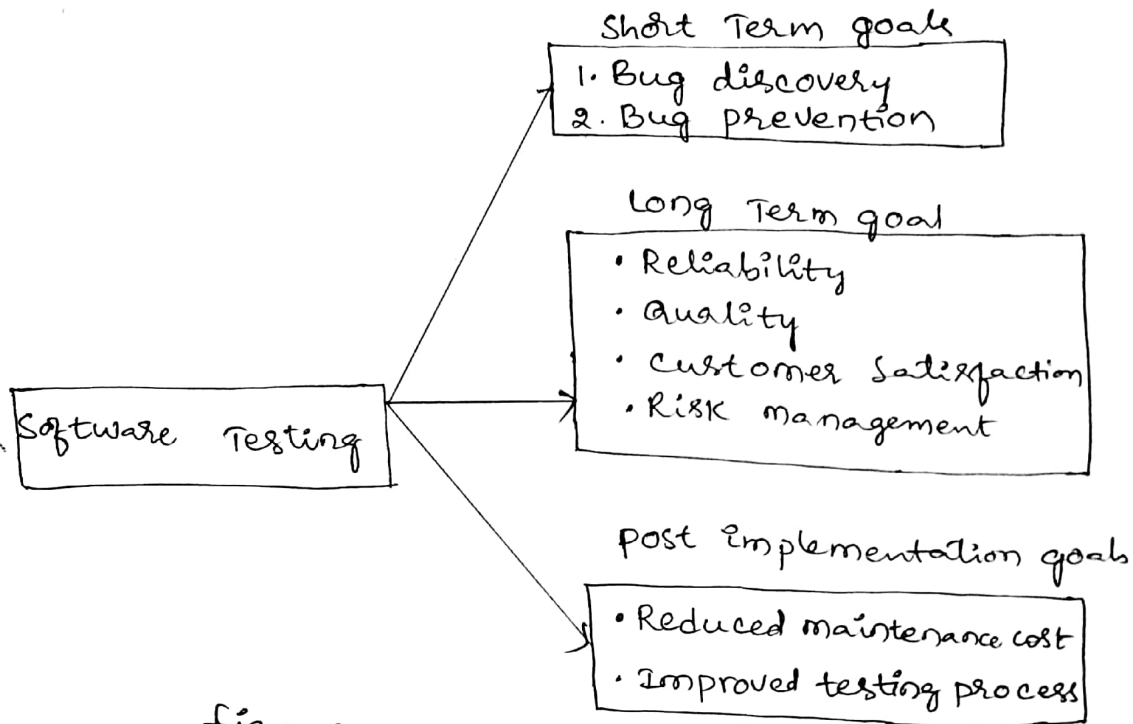 Short Term goals
1. Bug discovery
2. Bug prevention
Long Term goal
• Reliability
• Quality
• Customer Satisfaction
• Risk management
Software Testing
Post implementation goals
• Reduced maintenance cost
• Improved testing process